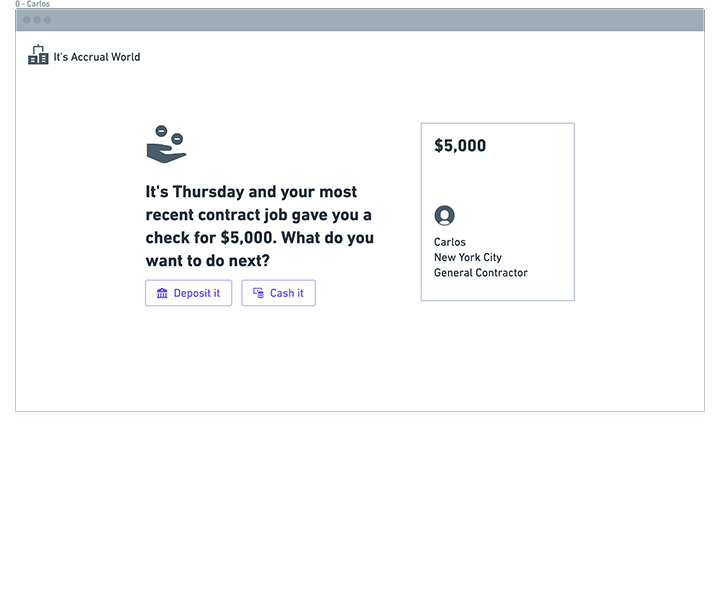 0 - Carlos
It's Accrual World
It's Thursday and your most
recent contract job gave you a
check for $5,000. What do you
want to do next?
Deposit it
Cash it
$5,000
Carlos
New York City
General Contractor